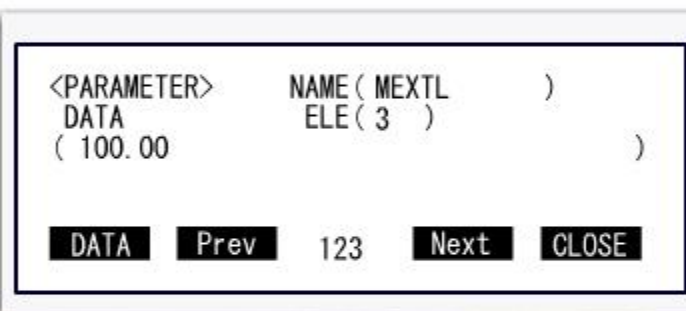 <PARAMETER> NAME( MEXTL )
DATA ELE( 3 )
( 100.00 )
DATA Prev 123 Next CLOSE